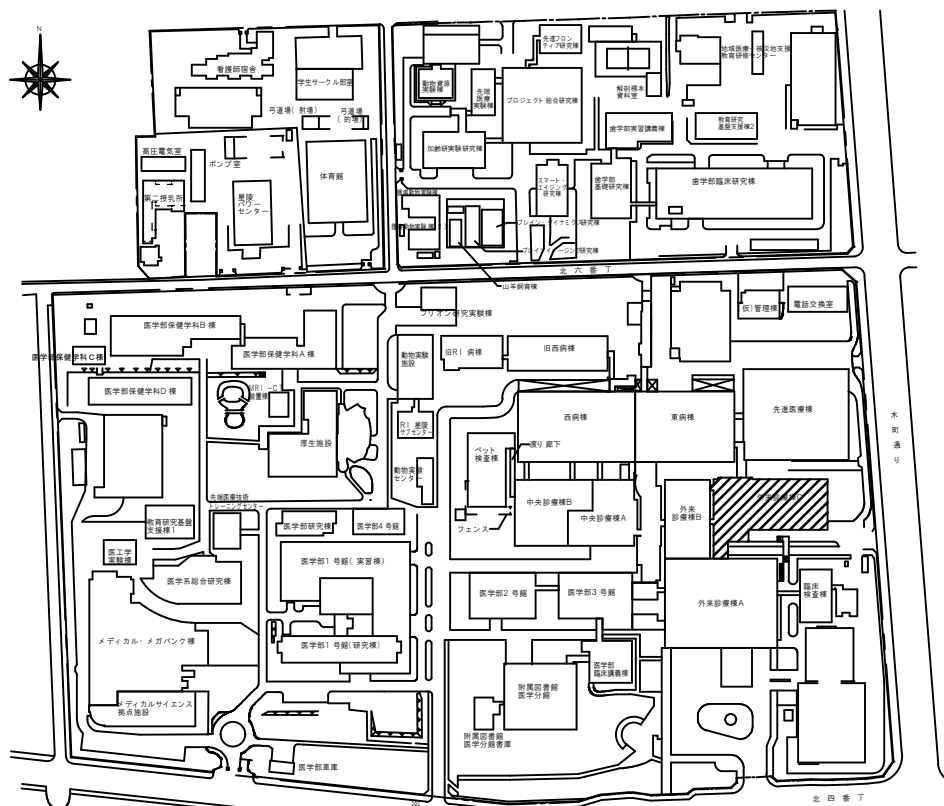 N
看護師宿舎
学生サークル部室
弓道場(射場)
弓道場
(的場)
高圧電気室
ポンプ室
体育館
第二授乳所
星陵
パワー
センター
先進フロン
ティア研究棟
動物資源
実験棟
先端
医療
実験棟
プロジェクト総合研究棟
解剖標本
資料室
地域医療・被災地支援
教育研修センター
加齢研実験研究棟
歯学部実習講義棟
教育研究
基盤支援棟2
スマート・
エイジング
研究棟
歯学部
基礎研究棟
歯学部臨床研究棟
ブレイン・ダイナミクス研究棟
ブレインイメージング研究棟
山羊飼育棟
北六番丁
プリオン研究実験棟
(仮)管理棟
電話交換室
医学部保健学科B棟
医学部保健学科C棟
医学部保健学科A棟
医学部保健学科D棟
動物実験
施設
旧RI病棟
旧西病棟
MRI-CT
装置棟
厚生施設
RI星陵
サブセンター
動物実験
センター
西病棟
東病棟
先進医療棟
木町通り
ペット
検査棟
渡り廊下
中央診療棟B
中央診療棟A
外来
診療棟B
外来診療棟C
フェンス
先端医療技術
トレーニングセンター
教育研究基盤
支援棟1
医学部研究棟
医学部4号館
医工学
実験棟
医学部1号館(実習棟)
医学系総合研究棟
医学部2号館
医学部3号館
外来診療棟A
臨床
検査棟
メディカル・メガバンク棟
医学部1号館(研究棟)
医学部
臨床講義棟
附属図書館
医学分館
メディカルサイエンス
拠点施設
附属図書館
医学分館書庫
医学部車庫
北四番丁